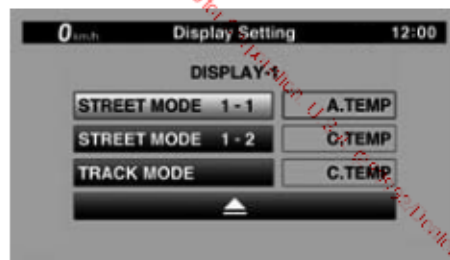 0 km/h Display Setting 12:00
DISPLAY-
STREET MODE 1 - 1 A.TEMP
STREET MODE 1 - 2 C.TEMP
TRACK MODE C.TEMP